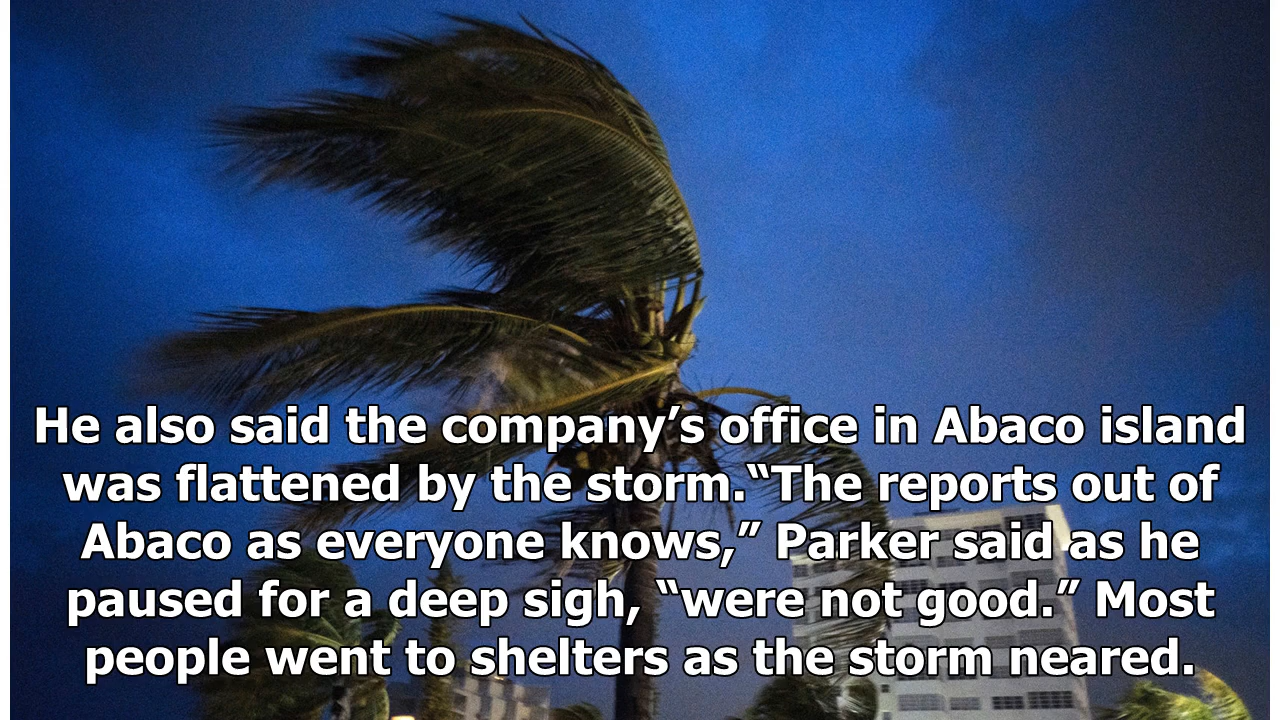 He also said the company’s office in Abaco island
was flattened by the storm.“The reports out of
Abaco as everyone knows,” Parker said as he
paused for a deep sigh, “were not good.” Most
people went to shelters as the storm neared.